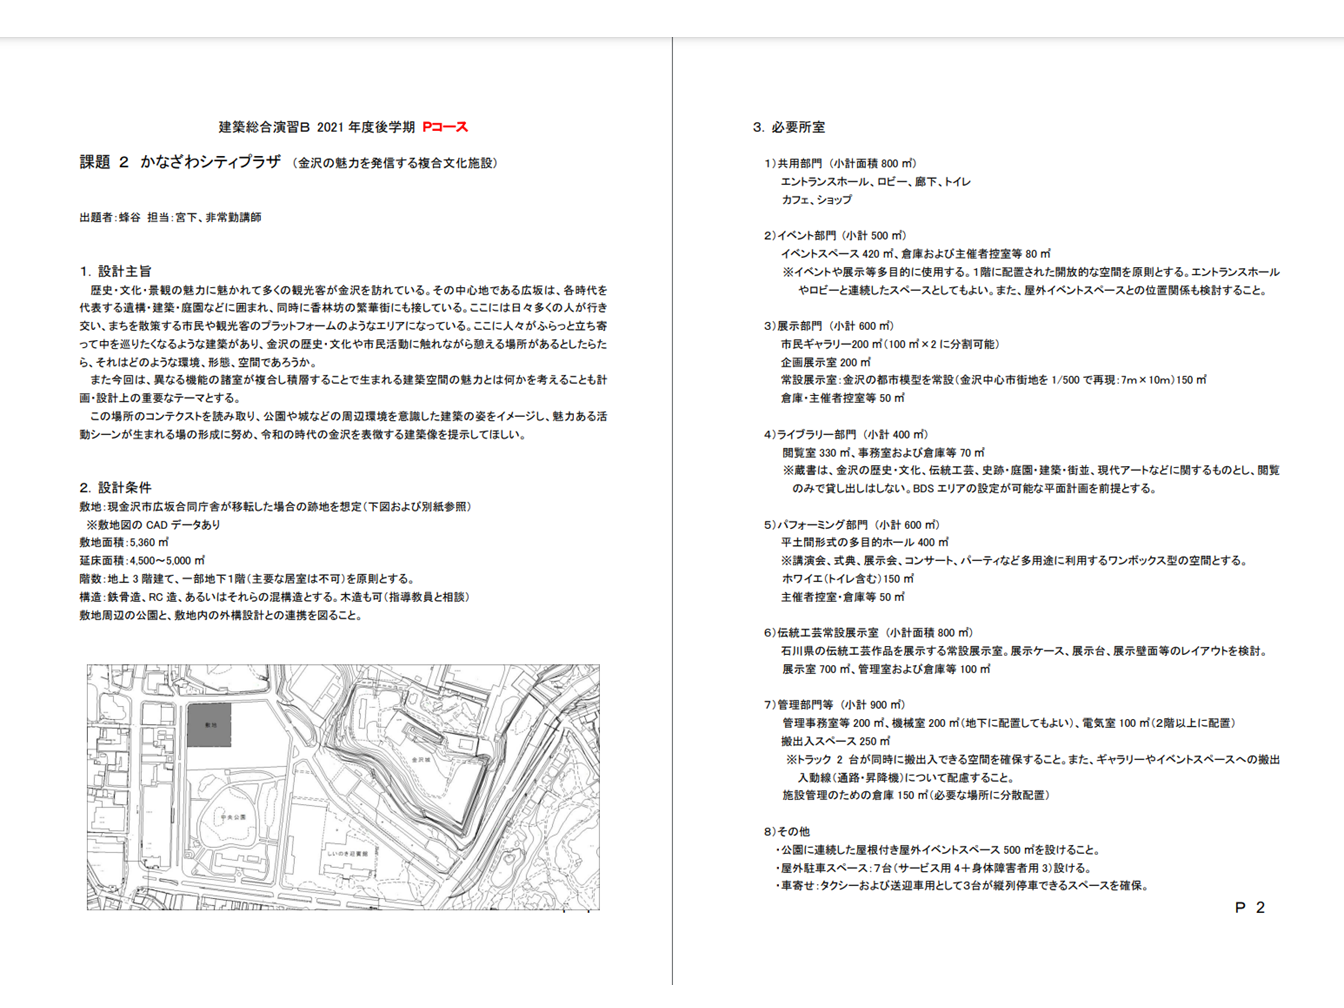 建築総合演習B 2021年度後学期 Pコース
課題 2 かなざわシティプラザ （金沢の魅力を発信する複合文化施設）
出題者：蜂谷 担当：宮下、非常勤講師
1. 設計主旨
歴史・文化・景観の魅力に魅かれて多くの観光客が金沢を訪れている。その中心地である広坂は、各時代を
代表する遺構・建築・庭園などに囲まれ、同時に香林坊の繁華街にも接している。ここには日々多くの人が行き
交い、まちを散策する市民や観光客のプラットフォームのようなエリアになっている。ここに人々がふらっと立ち寄
って中を巡りたくなるような建築があり、金沢の歴史・文化や市民活動に触れながら憩える場所があるとしたらた
ら、それはどのような環境、形態、空間であろうか。
また今回は、異なる機能の諸室が複合し積層することで生まれる建築空間の魅力とは何かを考えることも計
画・設計上の重要なテーマとする。
この場所のコンテクストを読み取り、公園や城などの周辺環境を意識した建築の姿をイメージし、魅力ある活
動シーンが生まれる場の形成に努め、令和の時代の金沢を表徴する建築像を提示してほしい。
2. 設計条件
敷地：現金沢市広坂合同庁舎が移転した場合の跡地を想定（下図および別紙参照）
※敷地図の CAD データあり
敷地面積：5,360 ㎡
延床面積：4,500～5,000 ㎡
階数：地上 3 階建て、一部地下1階（主要な居室は不可）を原則とする。
構造：鉄骨造、RC 造、あるいはそれらの混構造とする。木造も可（指導教員と相談）
敷地周辺の公園と、敷地内の外構設計との連携を図ること。
敷地
金沢城
中央公園
しいのき迎賓館
3. 必要所室
1）共用部門 （小計面積 800 ㎡）
エントランスホール、ロビー、廊下、トイレ
カフェ、ショップ
2）イベント部門 （小計 500 ㎡）
イベントスペース 420 ㎡、倉庫および主催者控室等 80 ㎡
※イベントや展示等多目的に使用する。1階に配置された開放的な空間を原則とする。エントランスホール
やロビーと連続したスペースとしてもよい。また、屋外イベントスペースとの位置関係も検討すること。
3）展示部門 （小計 600 ㎡）
市民ギャラリー200 ㎡（100 ㎡×2 に分割可能）
企画展示室 200 ㎡
常設展示室：金沢の都市模型を常設（金沢中心市街地を 1/500 で再現：7m×10m）150 ㎡
倉庫・主催者控室等 50 ㎡
4）ライブラリー部門 （小計 400 ㎡）
閲覧室 330 ㎡、事務室および倉庫等 70 ㎡
※蔵書は、金沢の歴史・文化、伝統工芸、史跡・庭園・建築・街並、現代アートなどに関するものとし、閲覧
のみで貸し出しはしない。BDS エリアの設定が可能な平面計画を前提とする。
5）パフォーミング部門 （小計 600 ㎡）
平土間形式の多目的ホール 400 ㎡
※講演会、式典、展示会、コンサート、パーティなど多用途に利用するワンボックス型の空間とする。
ホワイエ（トイレ含む）150 ㎡
主催者控室・倉庫等 50 ㎡
6）伝統工芸常設展示室 （小計面積 800 ㎡）
石川県の伝統工芸作品を展示する常設展示室。展示ケース、展示台、展示壁面等のレイアウトを検討。
展示室 700 ㎡、管理室および倉庫等 100 ㎡
7）管理部門等 （小計 900 ㎡）
管理事務室等 200 ㎡、機械室 200 ㎡（地下に配置してもよい）、電気室 100 ㎡（2階以上に配置）
搬出入スペース 250 ㎡
※トラック 2 台が同時に搬出入できる空間を確保すること。また、ギャラリーやイベントスペースへの搬出
入動線（通路・昇降機）について配慮すること。
施設管理のための倉庫 150 ㎡（必要な場所に分散配置）
8）その他
・公園に連続した屋根付き屋外イベントスペース 500 ㎡を設けること。
・屋外駐車スペース：7台（サービス用 4＋身体障害者用 3）設ける。
・車寄せ：タクシーおよび送迎車用として3台が縦列停車できるスペースを確保。
P 2